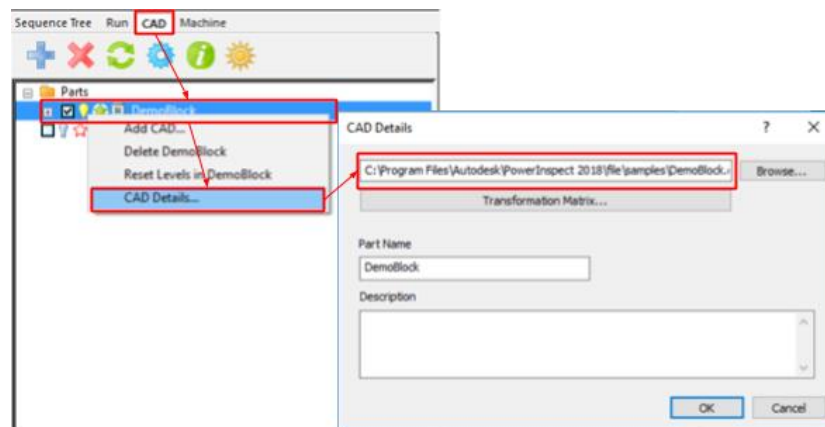 Sequence Tree Run CAD Machine
Parts
DemoBlock
Add CAD...
Delete DemoBlock
Reset Levels in DemoBlock
CAD Details...
CAD Details ? X
C:\Program Files\Autodesk\PowerInspect 2018\file\samples\DemoBlock. Browse...
Transformation Matrix...
Part Name
DemoBlock
Description
OK Cancel